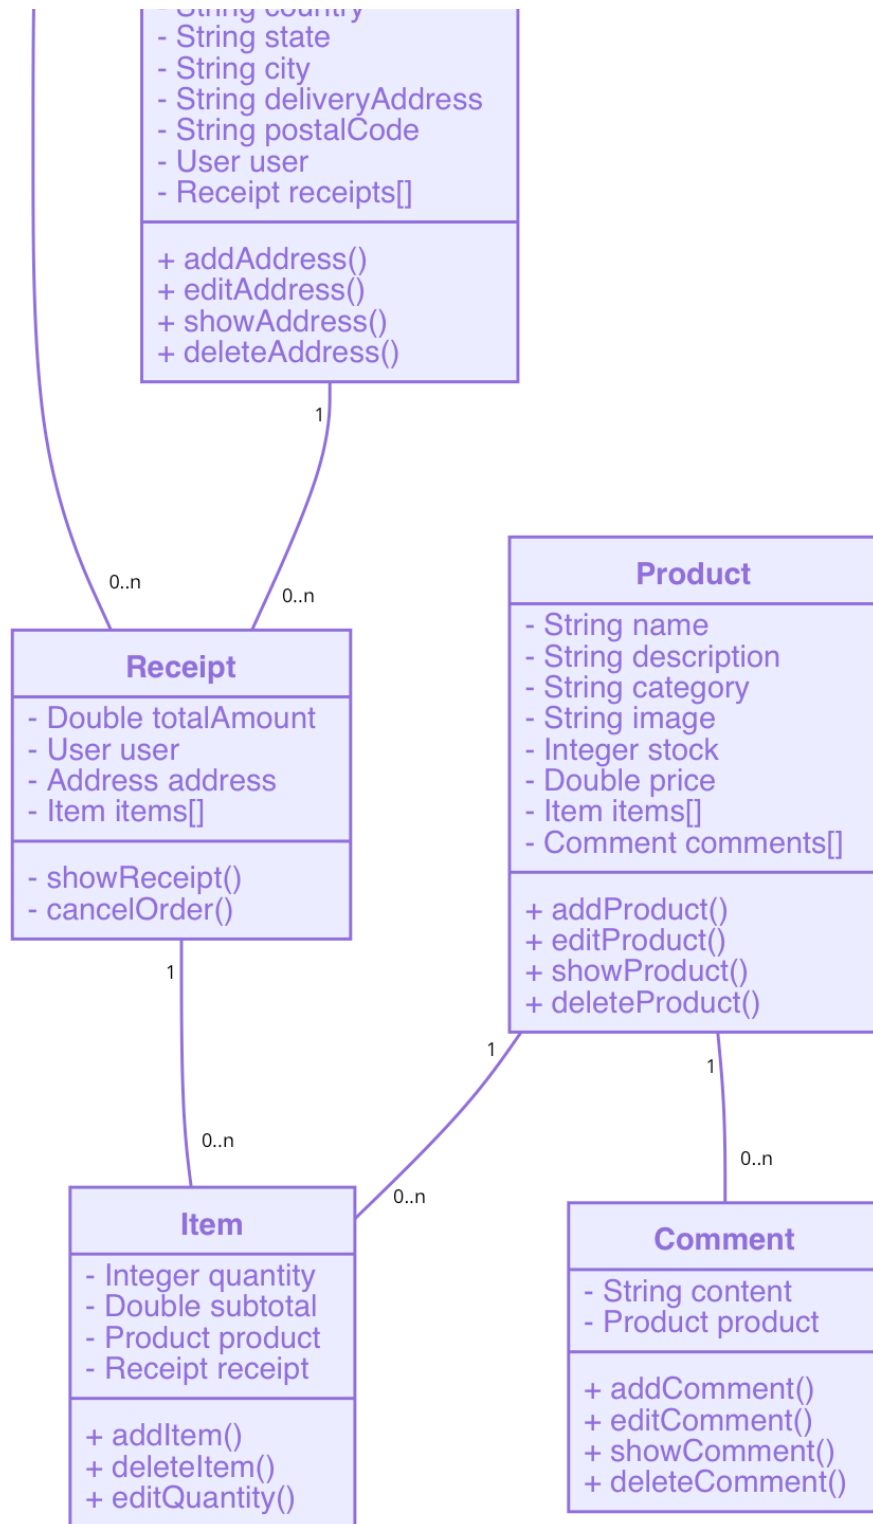 - String country
- String state
- String city
- String deliveryAddress
- String postalCode
- User user
- Receipt receipts[]
+ addAddress()
+ editAddress()
+ showAddress()
+ deleteAddress()
1
0..n
0..n
Receipt
- Double totalAmount
- User user
- Address address
- Item items[]
- showReceipt()
- cancelOrder()
Product
- String name
- String description
- String category
- String image
- Integer stock
- Double price
- Item items[]
- Comment comments[]
+ addProduct()
+ editProduct()
+ showProduct()
+ deleteProduct()
1
0..n
1
0..n
1
0..n
Item
- Integer quantity
- Double subtotal
- Product product
- Receipt receipt
+ addItem()
+ deleteItem()
+ editQuantity()
Comment
- String content
- Product product
+ addComment()
+ editComment()
+ showComment()
+ deleteComment()